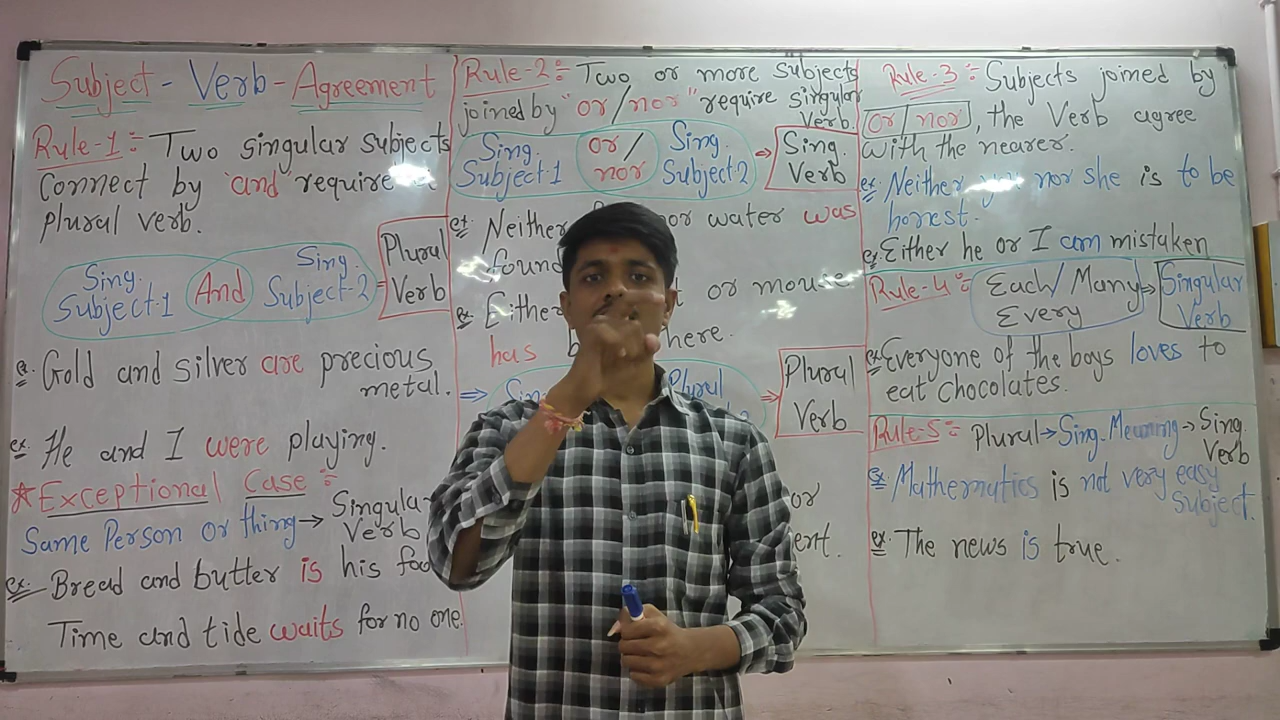 Subject-Verb-Agreement
Rule-1:= Two singular subjects
connect by "and" require
plural verb.
Sing. Subject-1 And Sing. Subject-2 = Plural Verb
ex: Gold and silver are precious
metal.
ex: He and I were playing.
*Exceptional Case:-
Same Person or thing → Singular
Verb
ex: Bread and butter is his
Time and tide waits for no one.
Rule-2:= Two or more subjects
joined by "or/nor" require singular
verb.
Sing. Subject-1 or/nor Sing. Subject-2 ⇒ Sing. Verb
ex: Neither or water was
found
ex: Either or mouse
has here.
⇒ Plural ⇒ Plural Verb
or
Rule-3:= Subjects joined by
or/nor, the Verb agree
with the nearer.
ex: Neither you nor she is to be
honest.
ex: Either he or I am mistaken
Rule-4:= Each/Many Every → Singular Verb
ex: Everyone of the boys loves to
eat chocolates.
Rule-5:= Plural → Sing. Meaning → Sing.
Verb
ex: Mathematics is not very easy
Subject.
ex: The news is true.